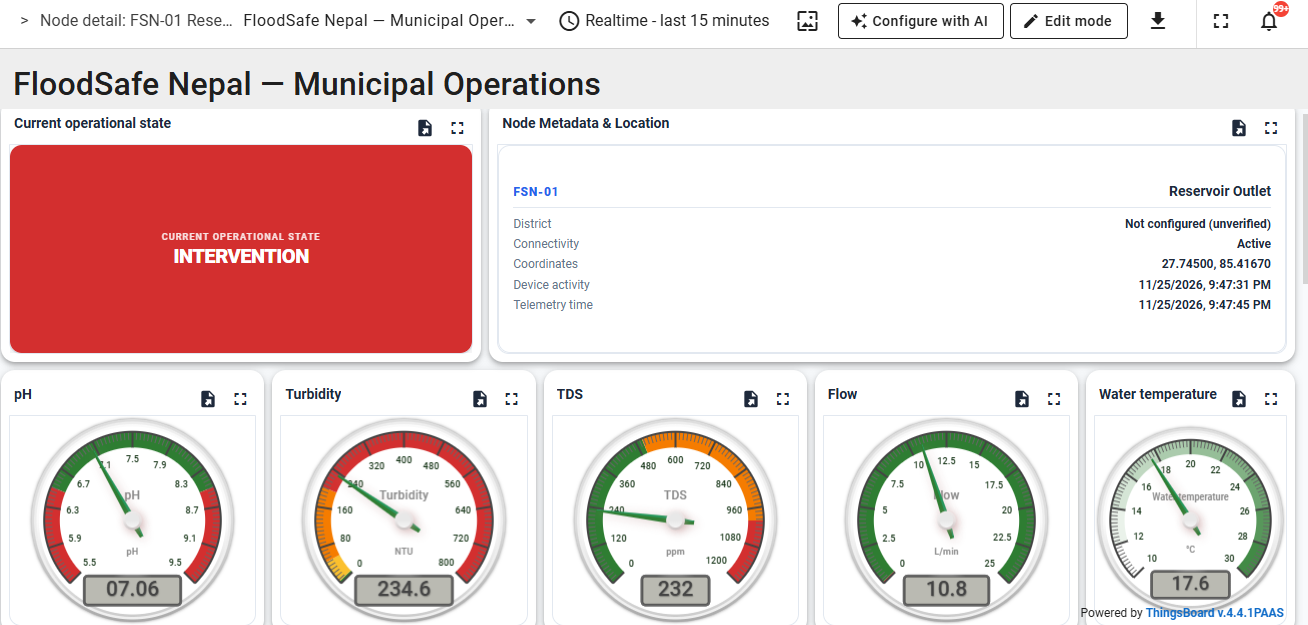 > Node detail: FSN-01 Rese... FloodSafe Nepal — Municipal Oper... Realtime - last 15 minutes Configure with AI Edit mode 99+
FloodSafe Nepal — Municipal Operations
Current operational state
CURRENT OPERATIONAL STATE
INTERVENTION
Node Metadata & Location
FSN-01 Reservoir Outlet
District Not configured (unverified)
Connectivity Active
Coordinates 27.74500, 85.41670
Device activity 11/25/2026, 9:47:31 PM
Telemetry time 11/25/2026, 9:47:45 PM
pH
5.5 5.9 6.3 6.7 7.1 7.5 7.9 8.3 8.7 9.1 9.5
pH
pH
07.06
Turbidity
0 80 160 240 320 400 480 560 640 720 800
Turbidity
NTU
234.6
TDS
0 120 240 360 480 600 720 840 960 1080 1200
TDS
ppm
232
Flow
0 2.5 5 7.5 10 12.5 15 17.5 20 22.5 25
Flow
L/min
10.8
Water temperature
10 12 14 16 18 20 22 24 26 28 30
Water temperature
°C
17.6
Powered by ThingsBoard v.4.4.1PAAS